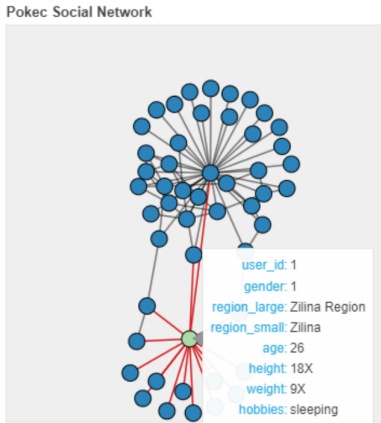 Pokec Social Network
user_id: 1
gender: 1
region_large: Zilina Region
region_small: Zilina
age: 26
height: 18X
weight: 9X
hobbies: sleeping